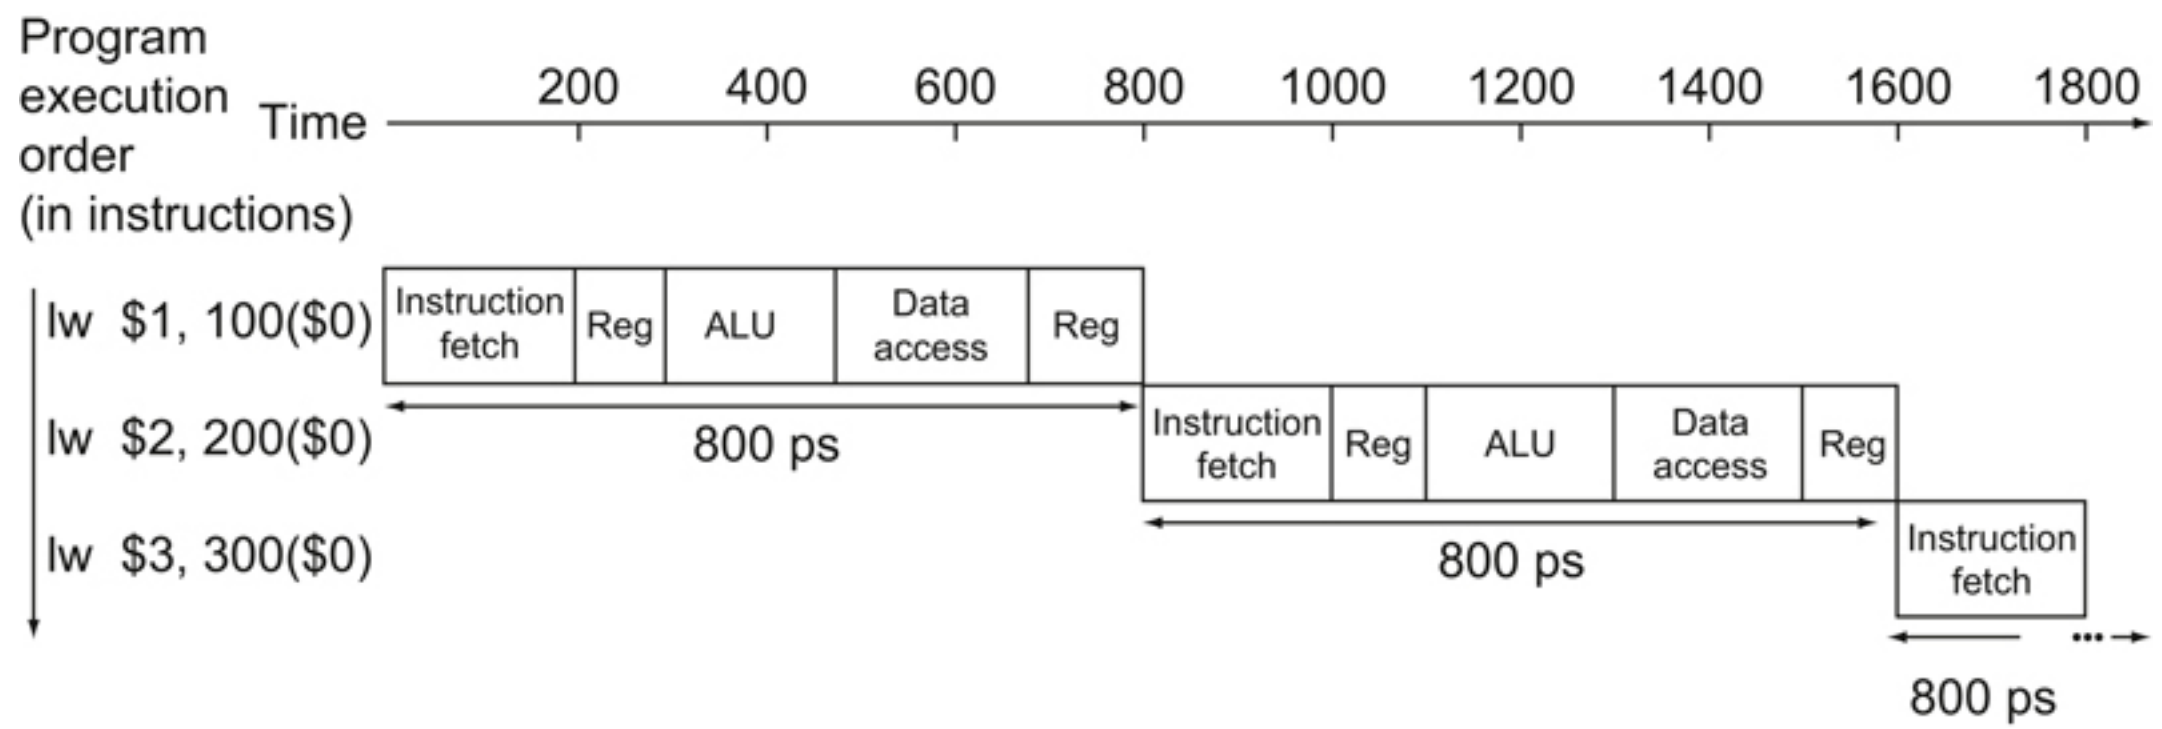 Program
execution
order
(in instructions)
Time
200 400 600 800 1000 1200 1400 1600 1800
lw $1, 100($0)
Instruction
fetch
Reg
ALU
Data
access
Reg
800 ps
lw $2, 200($0)
Instruction
fetch
Reg
ALU
Data
access
Reg
800 ps
lw $3, 300($0)
Instruction
fetch
...
800 ps